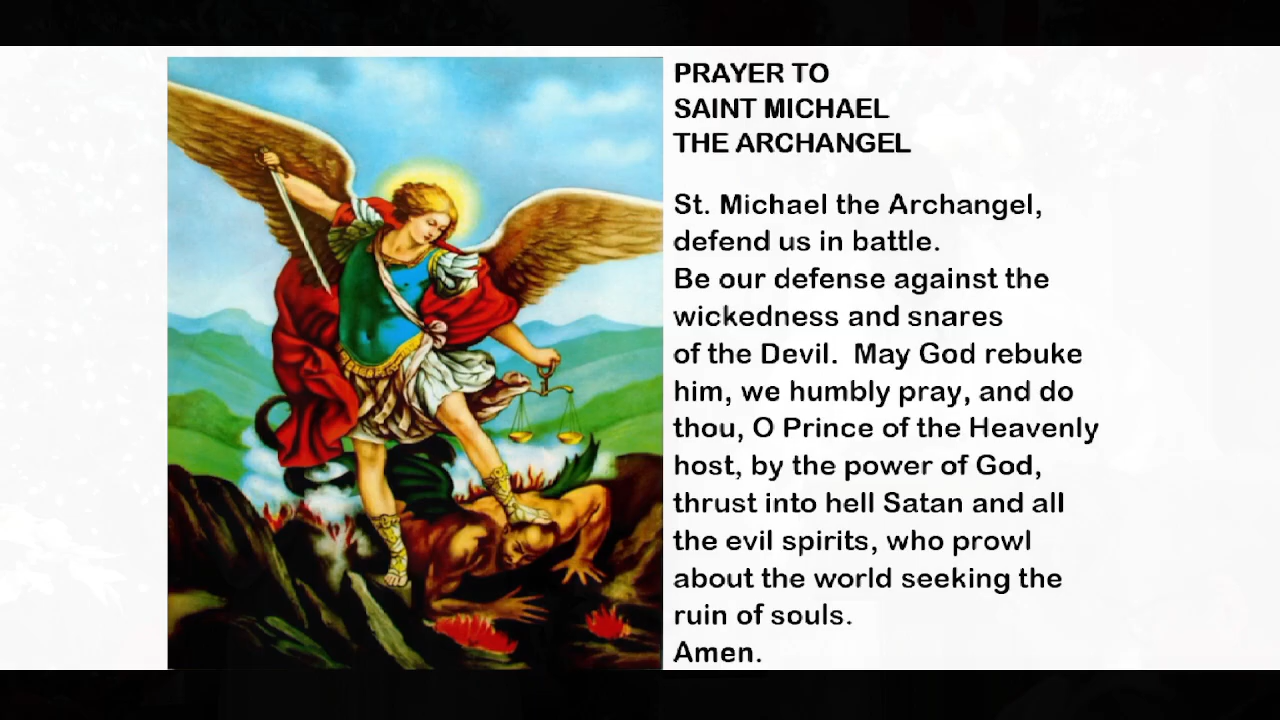 PRAYER TO
SAINT MICHAEL
THE ARCHANGEL
St. Michael the Archangel,
defend us in battle.
Be our defense against the
wickedness and snares
of the Devil.  May God rebuke
him, we humbly pray, and do
thou, O Prince of the Heavenly
host, by the power of God,
thrust into hell Satan and all
the evil spirits, who prowl
about the world seeking the
ruin of souls.
Amen.